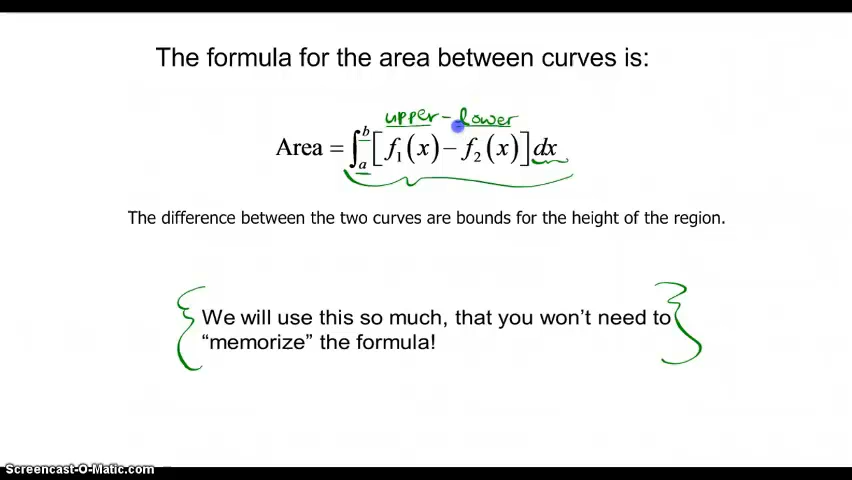 The formula for the area between curves is:
upper - lower
Area = ∫_a^b [f₁(x) − f₂(x)] dx
The difference between the two curves are bounds for the height of the region.
We will use this so much, that you won't need to
“memorize” the formula!
Screencast-O-Matic.com